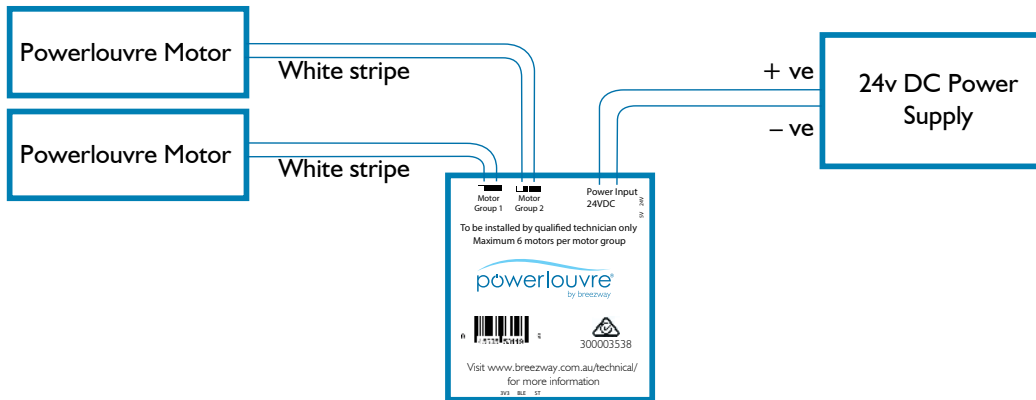 Powerlouvre Motor
White stripe
Powerlouvre Motor
White stripe
+ ve
– ve
24v DC Power
Supply
Motor
Group 1
Motor
Group 2
Power Input
24VDC
5V 24V
To be installed by qualified technician only
Maximum 6 motors per motor group
powerlouvre®
by breezway
300003538
Visit www.breezway.com.au/technical/
for more information
3V3 BLE ST